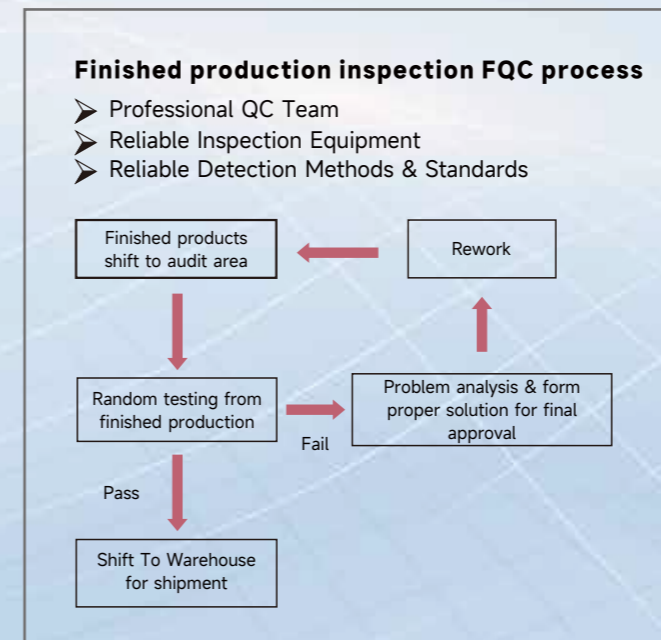 Finished production inspection FQC process
Professional QC Team
Reliable Inspection Equipment
Reliable Detection Methods & Standards
Finished products
shift to audit area
Rework
Random testing from
finished production
Fail
Problem analysis & form
proper solution for final
approval
Pass
Shift To Warehouse
for shipment